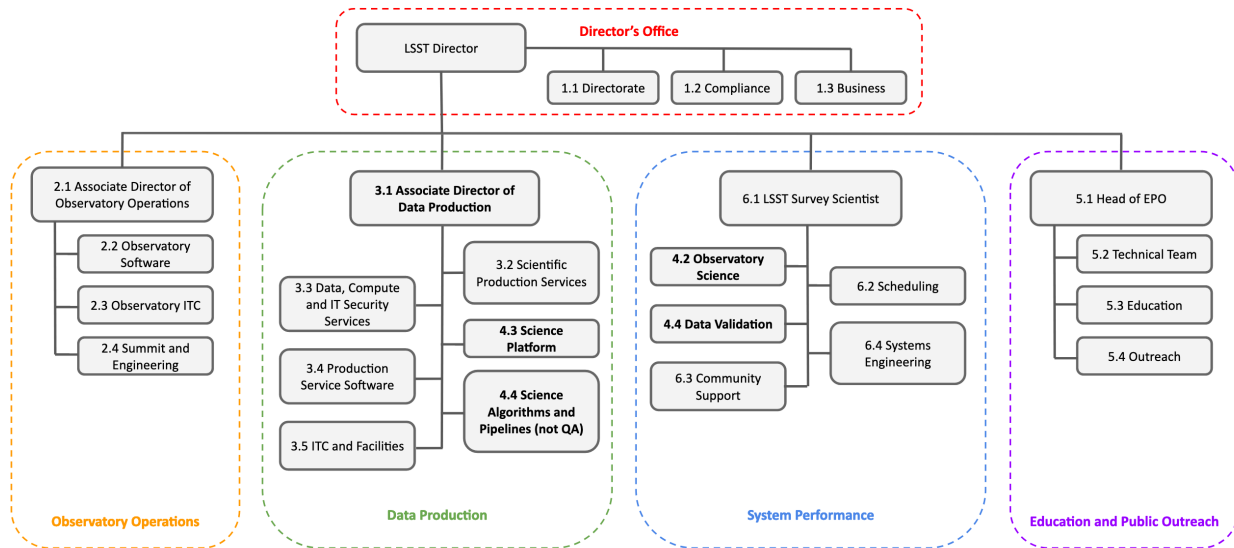 Director's Office
LSST Director
1.1 Directorate
1.2 Compliance
1.3 Business
2.1 Associate Director of
Observatory Operations
2.2 Observatory
Software
2.3 Observatory ITC
2.4 Summit and
Engineering
Observatory Operations
3.1 Associate Director of
Data Production
3.2 Scientific
Production Services
3.3 Data, Compute
and IT Security
Services
4.3 Science
Platform
3.4 Production
Service Software
4.4 Science
Algorithms and
Pipelines (not QA)
3.5 ITC and Facilities
Data Production
6.1 LSST Survey Scientist
4.2 Observatory
Science
6.2 Scheduling
4.4 Data Validation
6.4 Systems
Engineering
6.3 Community
Support
System Performance
5.1 Head of EPO
5.2 Technical Team
5.3 Education
5.4 Outreach
Education and Public Outreach